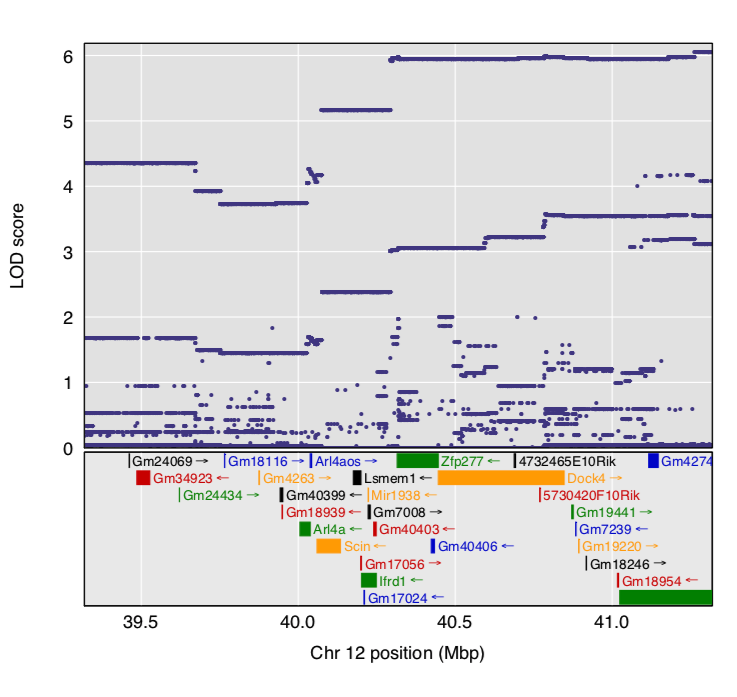 6
5
4
3
2
1
0
LOD score
Gm24069 → Gm18116 → Arl4aos → Zfp277 ← 4732465E10Rik Gm4274
Gm34923 ← Gm4263 → Lsmem1 ← Dock4 →
Gm24434 → Gm40399 ← Mir1938 → 5730420F10Rik
Gm18939 ← Gm7008 → Gm19441 ←
Arl4a ← Gm40403 ← Gm7239 ←
Scin ← Gm40406 ← Gm19220 →
Gm17056 ← Gm18246 →
Ifrd1 ← Gm18954 ←
Gm17024 ←
39.5 40.0 40.5 41.0
Chr 12 position (Mbp)